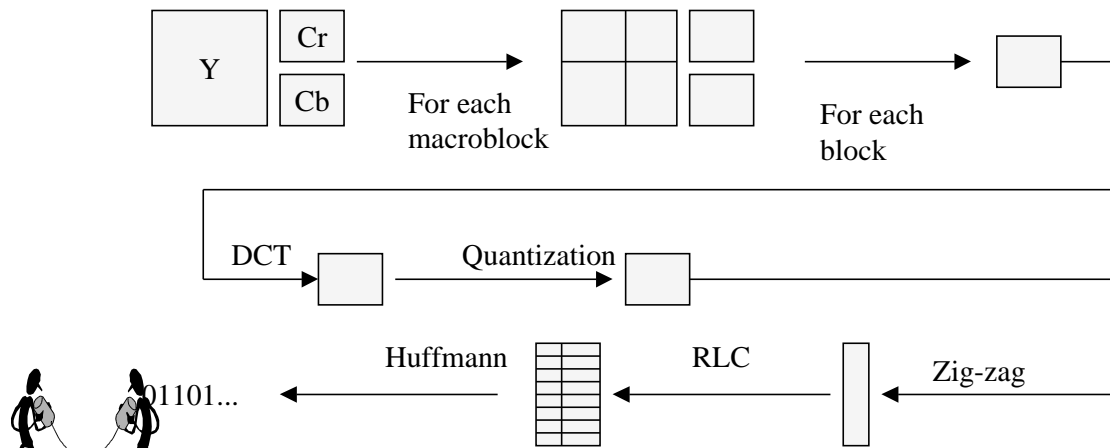 Y
Cr
Cb
For each
macroblock
For each
block
DCT
Quantization
Huffmann
RLC
Zig-zag
01101...